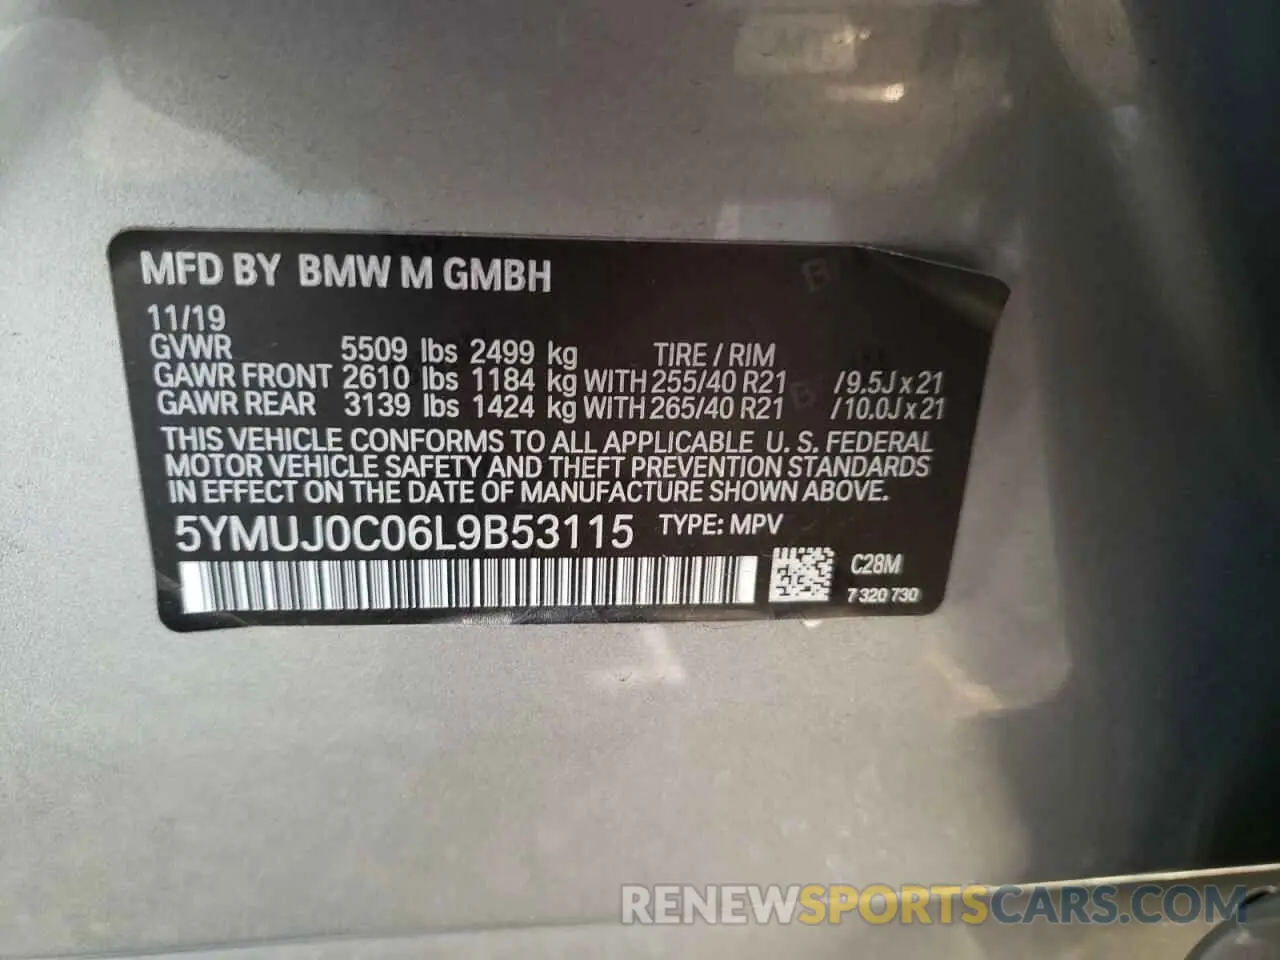 MFD BY BMW M GMBH
11/19
GVWR 5509 lbs 2499 kg TIRE / RIM
GAWR FRONT 2610 lbs 1184 kg WITH 255/40 R21 /9.5J x 21
GAWR REAR 3139 lbs 1424 kg WITH 265/40 R21 /10.0J x 21
THIS VEHICLE CONFORMS TO ALL APPLICABLE U. S. FEDERAL
MOTOR VEHICLE SAFETY AND THEFT PREVENTION STANDARDS
IN EFFECT ON THE DATE OF MANUFACTURE SHOWN ABOVE.
5YMUJ0C06L9B53115 TYPE: MPV
C28M
7 320 730
RENEWSPORTSCARS.COM